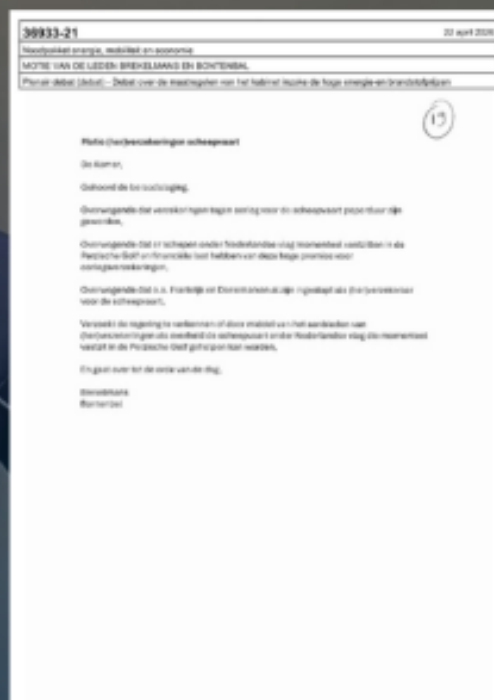 36933-21
22 april 2026
Noodpakket energie, mobiliteit en economie
MOTIE VAN DE LEDEN BREKELMANS EN BONTENBAL
Plenair debat (debat) - Debat over de maatregelen van het kabinet inzake de hoge energie-en brandstofprijzen
Motie (her)verzekeringen scheepvaart
De Kamer,
Gehoord de beraadslaging,
Overwegende dat verzekeringen tegen oorlog voor de scheepvaart peperduur zijn
geworden,
Overwegende dat er schepen onder Nederlandse vlag momenteel vastzitten in de
Perzische Golf en financiële last hebben van deze hoge premies voor
oorlogsverzekeringen,
Overwegende dat o.a. Frankrijk en Denemarken al zijn ingestapt als (her)verzekeraar
voor de scheepvaart,
Verzoekt de regering te verkennen of door middel van het aanbieden van
(her)verzekeringen als overheid de scheepvaart onder Nederlandse vlag die momenteel
vastzit in de Perzische Golf geholpen kan worden,
En gaat over tot de orde van de dag,
Brekelmans
Bontenbal